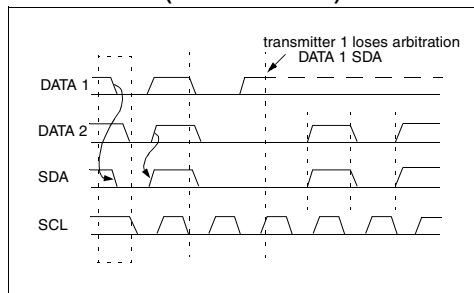 transmitter 1 loses arbitration
DATA 1 SDA
DATA 1
DATA 2
SDA
SCL